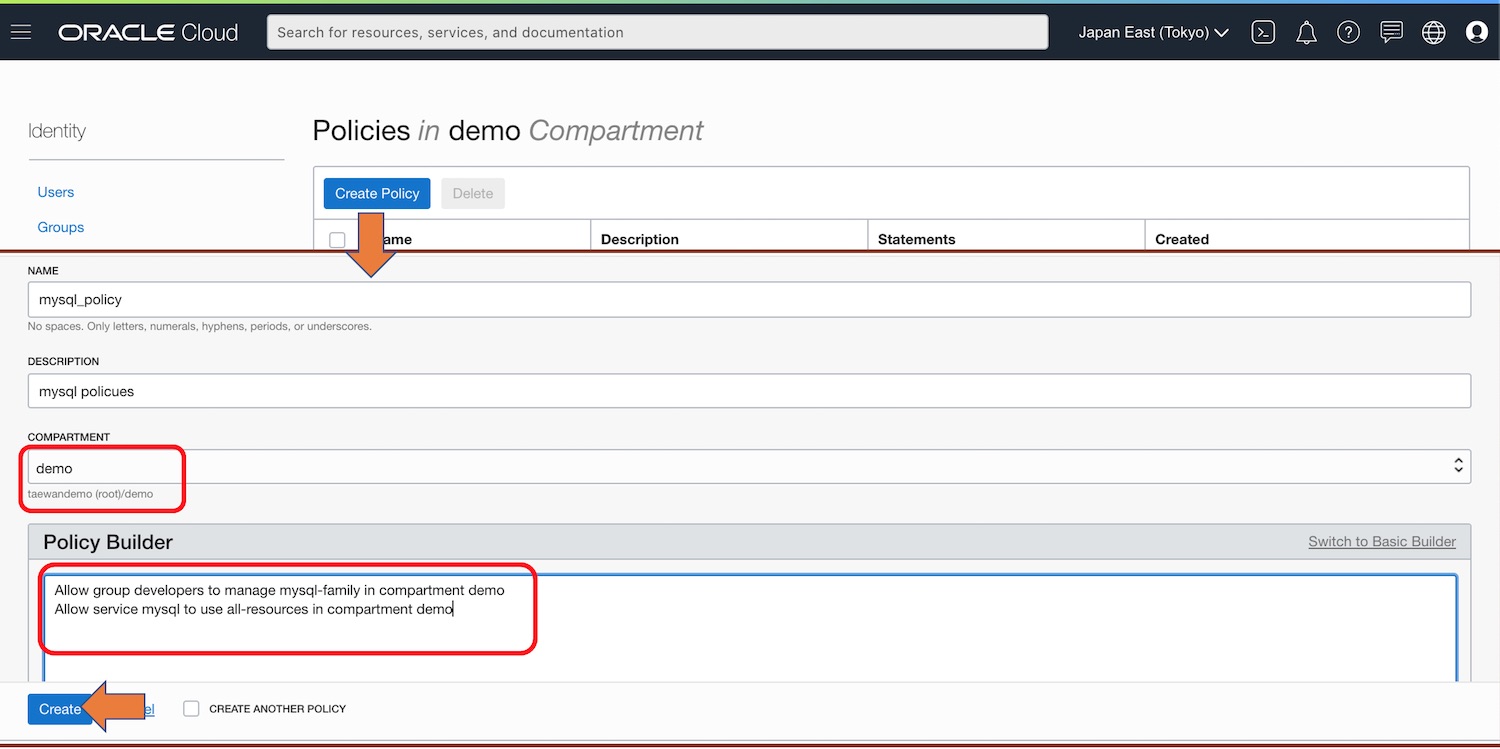 ORACLE Cloud
Search for resources, services, and documentation
Japan East (Tokyo)
Identity
Policies in demo Compartment
Users
Groups
Create Policy
Delete
ame
Description
Statements
Created
NAME
mysql_policy
No spaces. Only letters, numerals, hyphens, periods, or underscores.
DESCRIPTION
mysql policues
COMPARTMENT
demo
taewandemo (root)/demo
Policy Builder
Switch to Basic Builder
Allow group developers to manage mysql-family in compartment demo
Allow service mysql to use all-resources in compartment demo
Create
el
CREATE ANOTHER POLICY